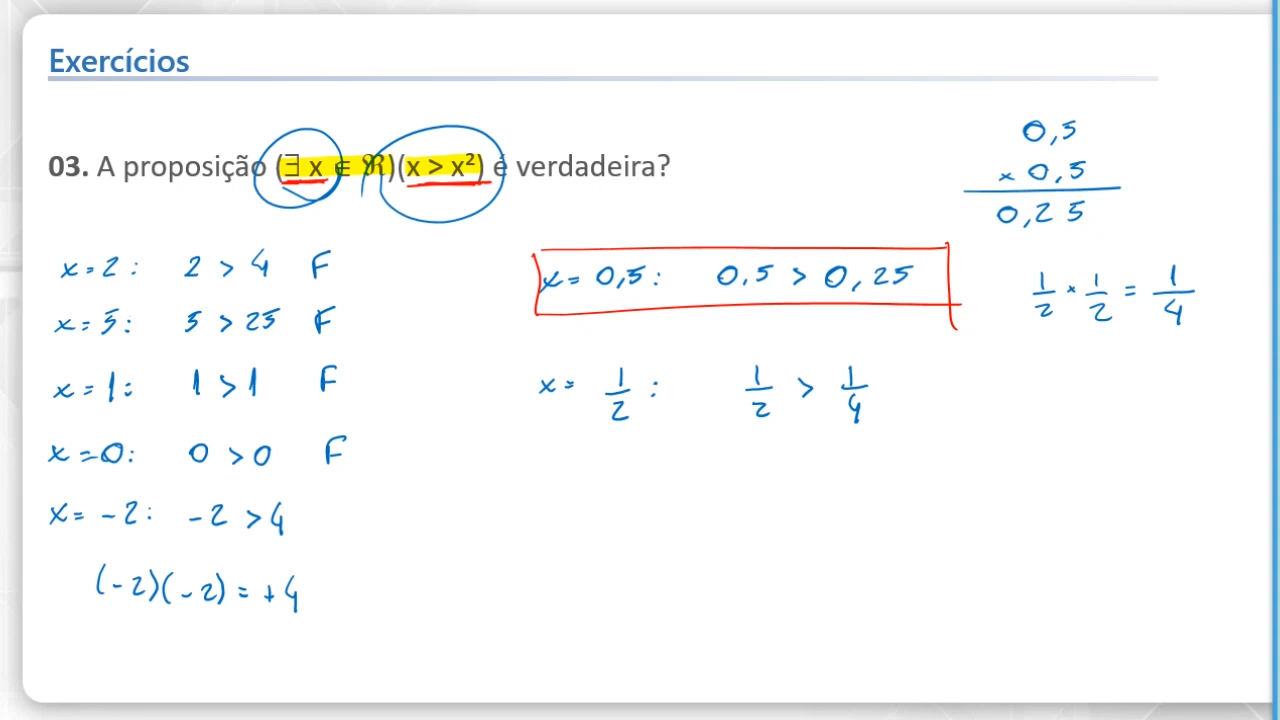 Exercícios
03. A proposição (∃ x ∈ ℜ)(x > x²) é verdadeira?
0,5
× 0,5
0,25
x = 2 : 2 > 4 F
x = 5 : 5 > 25 F
x = 1 : 1 > 1 F
x = 0 : 0 > 0 F
x = -2 : -2 > 4
(-2)(-2) = +4
x = 0,5 : 0,5 > 0,25
x = 1/2 : 1/2 > 1/4
1/2 × 1/2 = 1/4